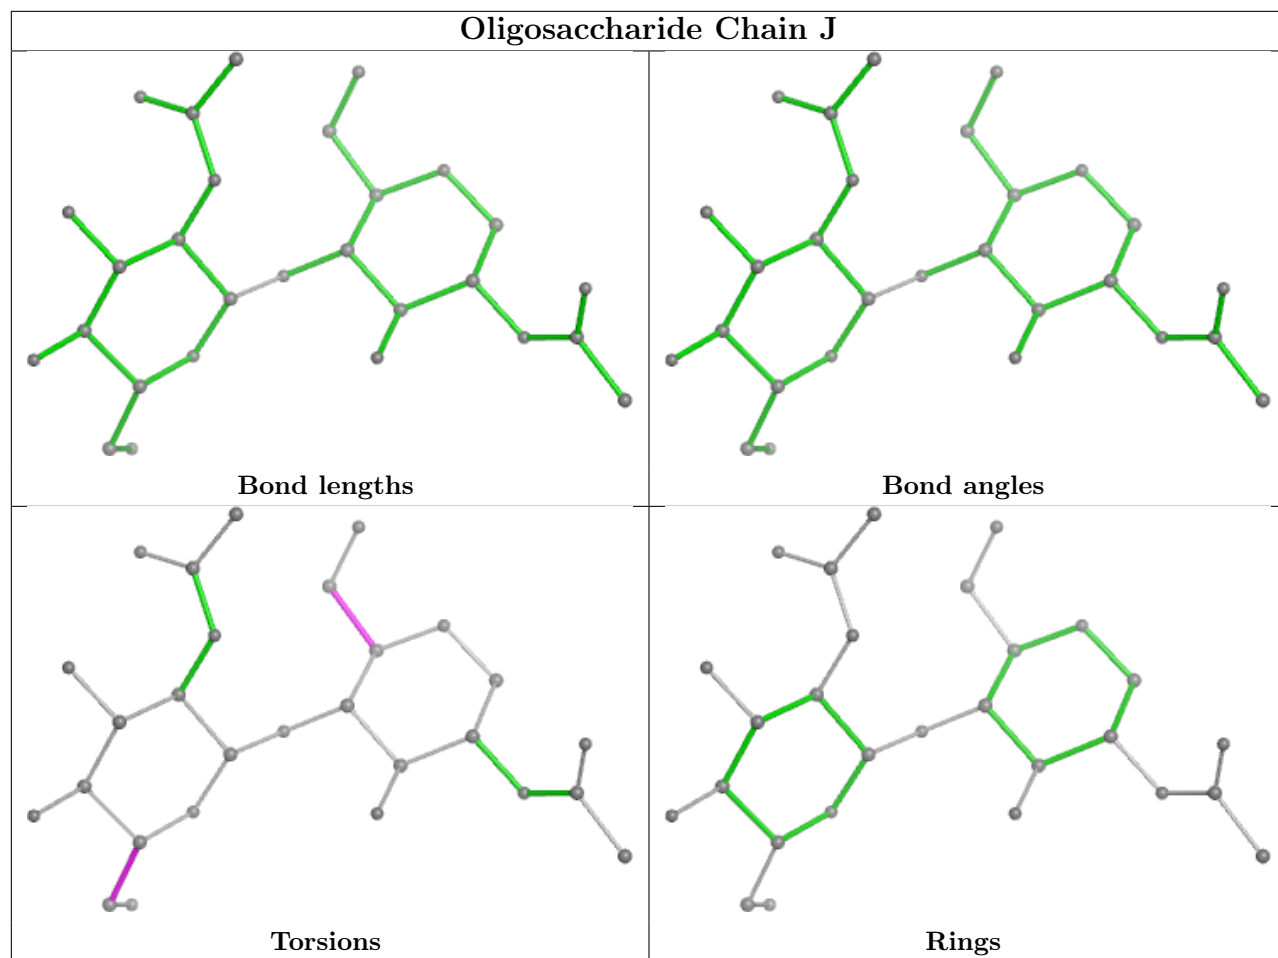 Oligosaccharide Chain J
Bond lengths
Bond angles
Torsions
Rings